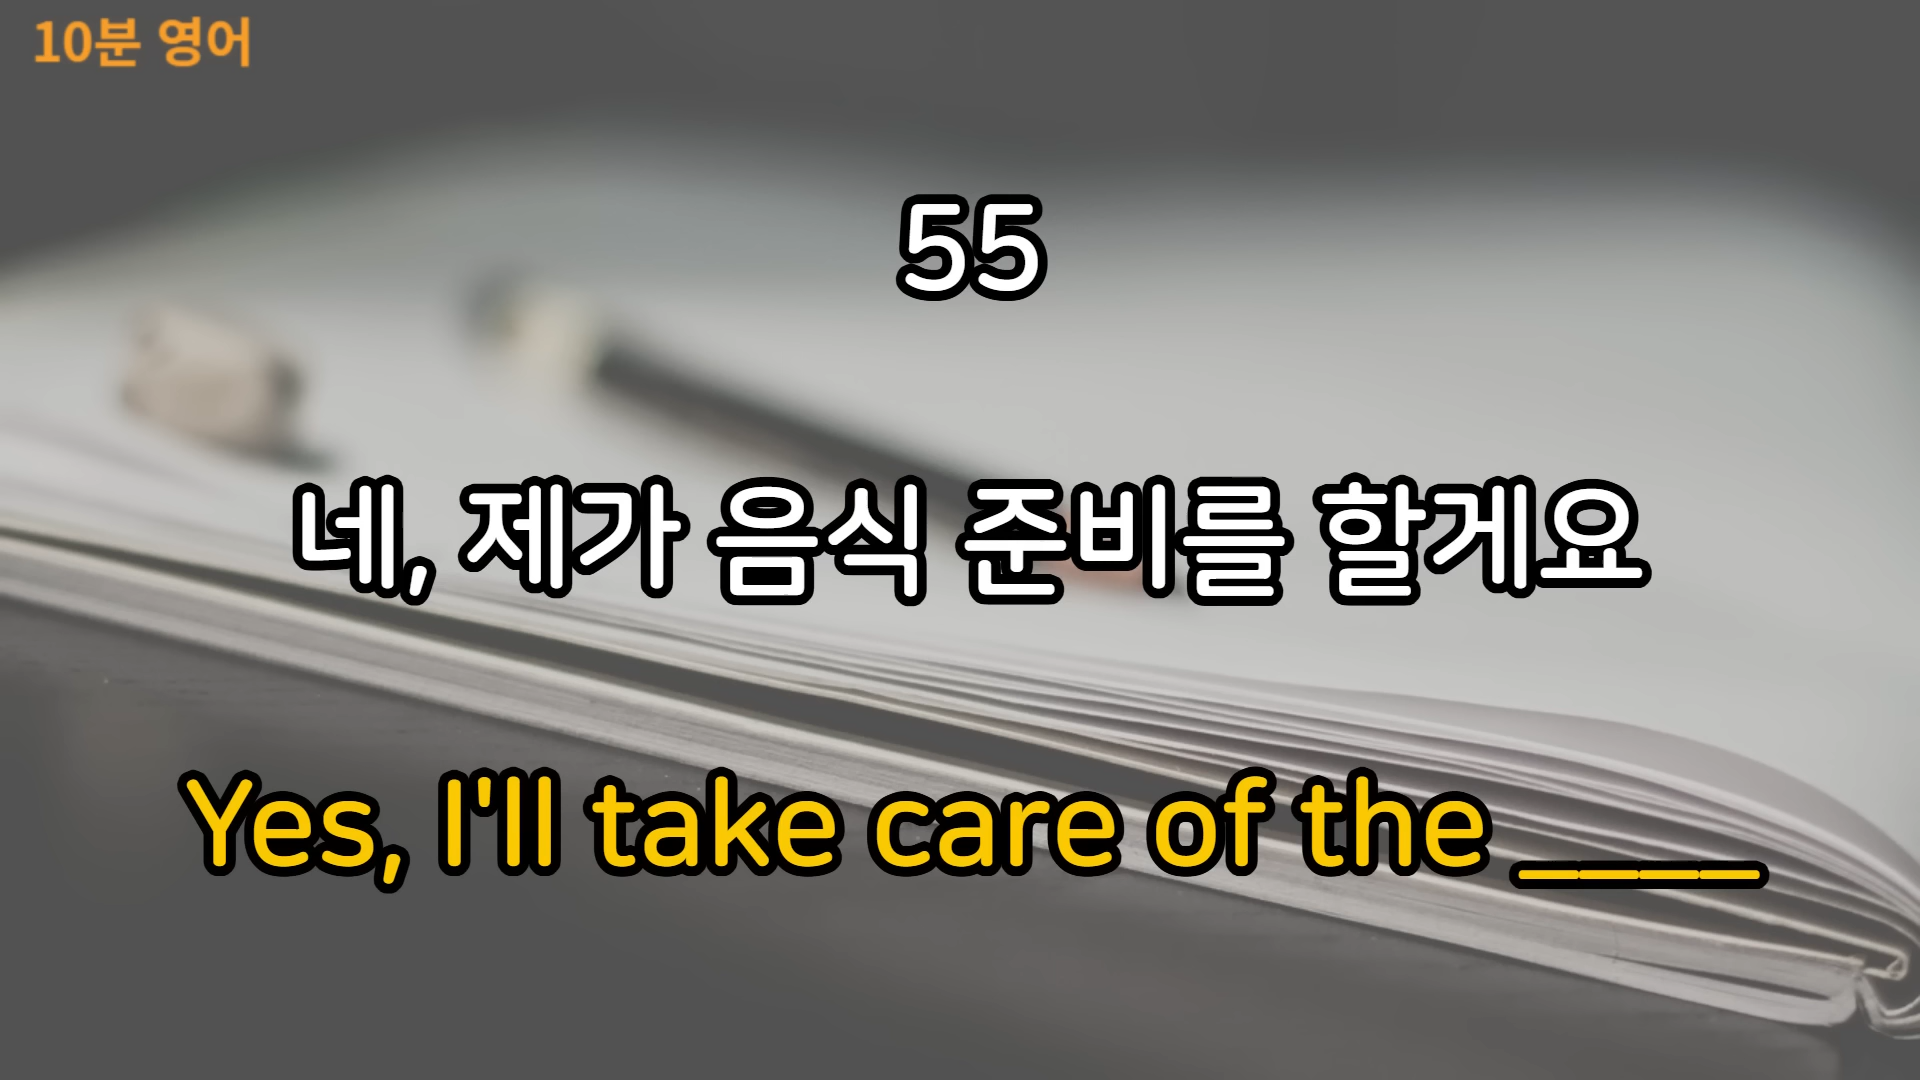 10분 영어
55
네, 제가 음식 준비를 할게요
Yes, I'll take care of the ____